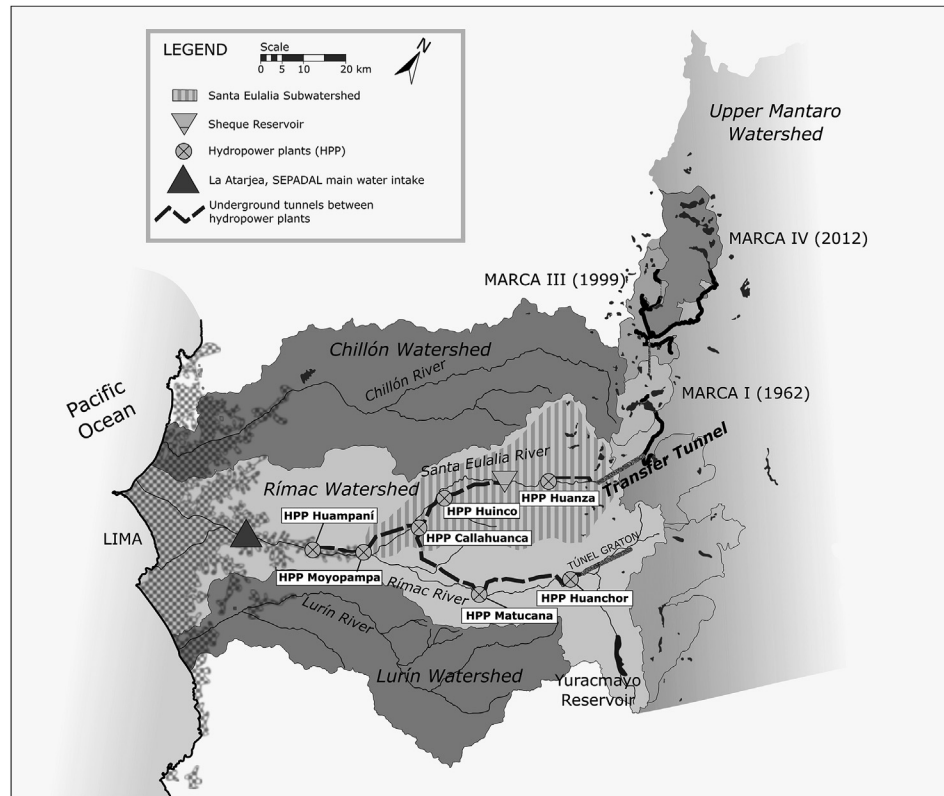 LEGEND
Scale
0 5 10 20 km
N
Santa Eulalia Subwatershed
Sheque Reservoir
Hydropower plants (HPP)
La Atarjea, SEPADAL main water intake
Underground tunnels between
hydropower plants
Upper Mantaro
Watershed
MARCA IV (2012)
MARCA III (1999)
MARCA I (1962)
Chillón Watershed
Chillón River
Pacific
Ocean
Santa Eulalia River
Transfer Tunnel
Rímac Watershed
HPP Huanza
HPP Huinco
HPP Huampaní
HPP Callahuanca
LIMA
TÚNEL GRATON
HPP Moyopampa
Rímac River
HPP Huanchor
HPP Matucana
Lurín River
Lurín Watershed
Yuracmayo
Reservoir